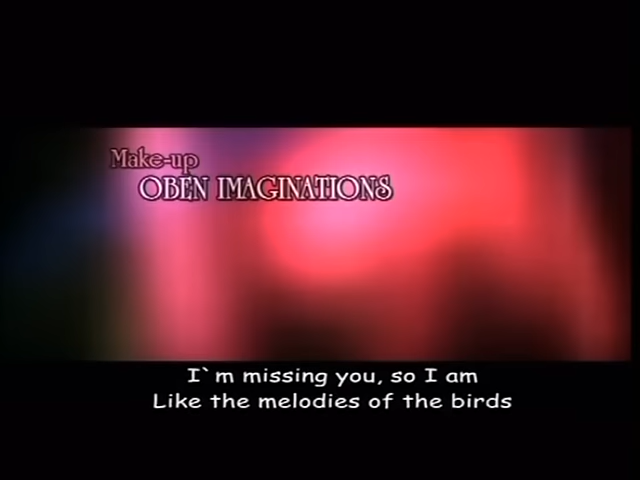 Make-up
OBEN IMAGINATIONS
I`m missing you, so I am
Like the melodies of the birds